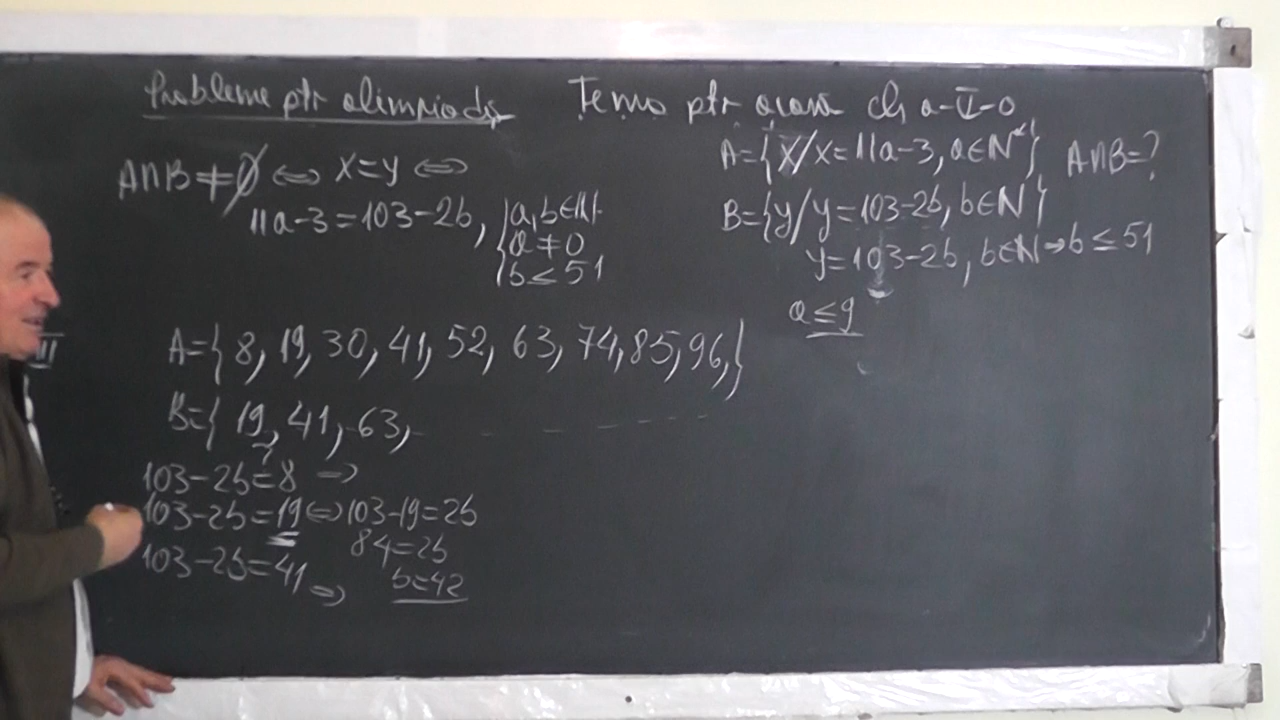 Probleme ptr olimpiadă
Temă ptr acasă cls a-V-a
A={x/x=11a-3, a∈N*} A∩B=?
B={y/y=103-2b, b∈N}
y=103-2b, b∈N⇒b≤51
a≤9
A∩B≠∅ ⇔ x=y ⇔
11a-3=103-2b, {a,b∈N
a≠0
b≤51
A={8, 19, 30, 41, 52, 63, 74, 85, 96,}
B={19, 41, 63, - - - - - -
103-2b=8 ⇒
103-2b=19⇔103-19=2b
84=2b
b=42
103-2b=41 ⇒
III